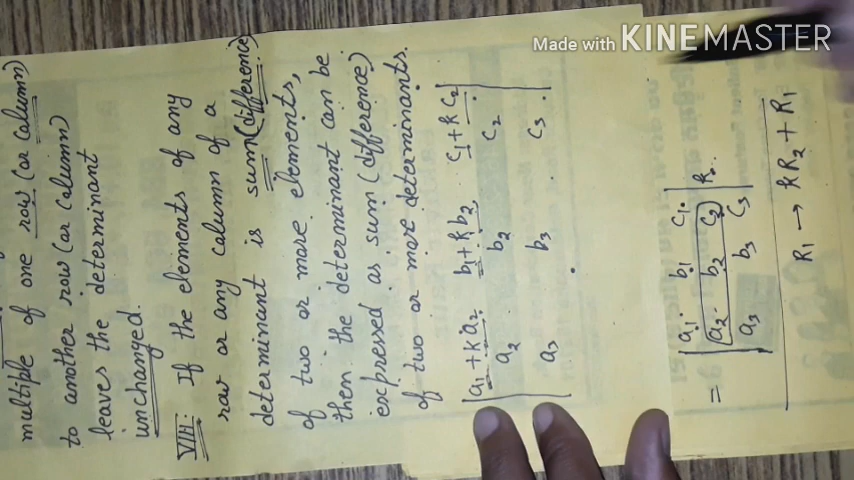 Made with KINEMASTER
multiple of one row (or column)
to another row (or column)
leaves the determinant
unchanged.
VIII: If the elements of any
row or any column of a
determinant is sum (difference)
of two or more elements,
then the determinant can be
expressed as sum (difference)
of two or more determinants.
|a₁ + ka₂ b₁ + kb₂ c₁ + kc₂|
|a₂ b₂ c₂|
|a₃ b₃ c₃|
= |a₁ b₁ c₁|
|a₂ b₂ c₂| R.
|a₃ b₃ c₃|
R₁ → kR₂ + R₁